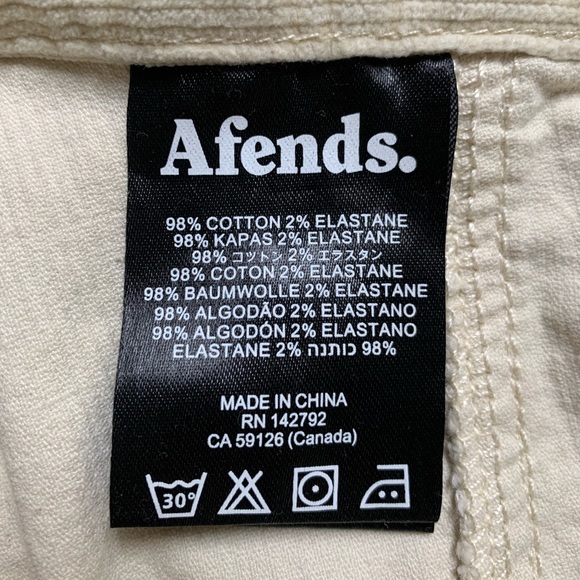 Afends.
98% COTTON 2% ELASTANE
98% KAPAS 2% ELASTANE
98% コットン 2% エラスタン
98% COTON 2% ELASTANE
98% BAUMWOLLE 2% ELASTANE
98% ALGODÃO 2% ELASTANO
98% ALGODÓN 2% ELASTANO
ELASTANE 2% כותנה 98%
MADE IN CHINA
RN 142792
CA 59126 (Canada)
30°